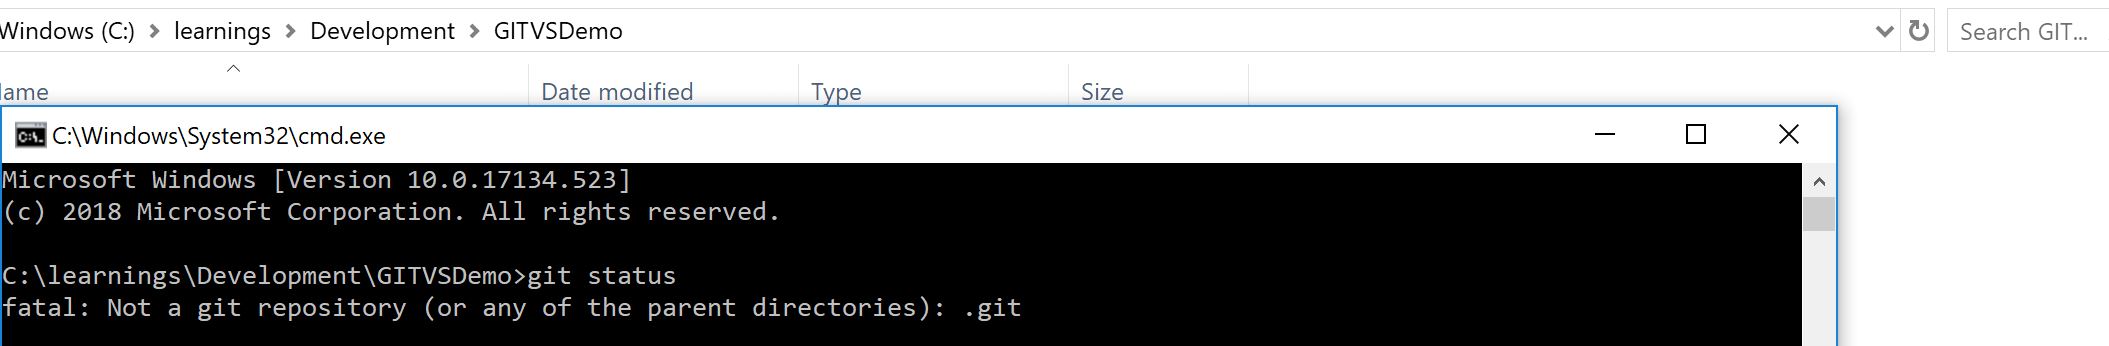 Windows (C:) > learnings > Development > GITVSDemo
Search GIT...
ame Date modified Type Size
C:\Windows\System32\cmd.exe
Microsoft Windows [Version 10.0.17134.523]
(c) 2018 Microsoft Corporation. All rights reserved.
C:\learnings\Development\GITVSDemo>git status
fatal: Not a git repository (or any of the parent directories): .git